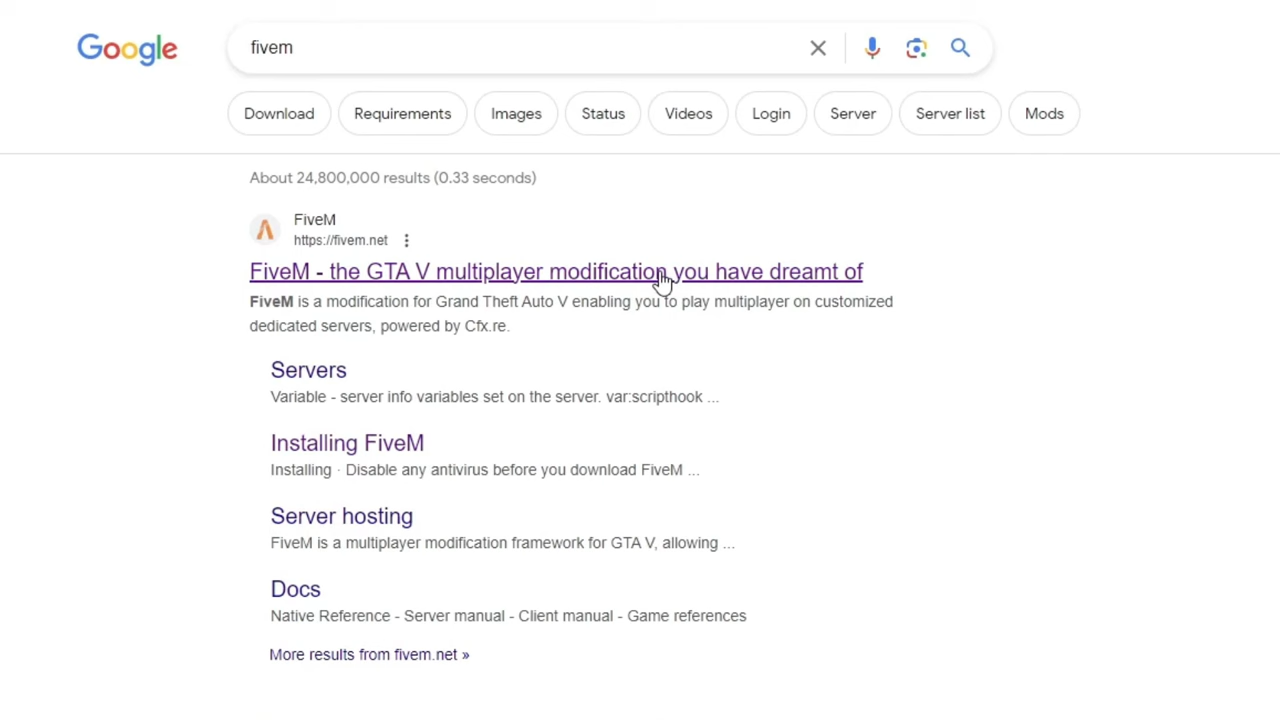 Google
fivem
Download Requirements Images Status Videos Login Server Server list Mods
About 24,800,000 results (0.33 seconds)
FiveM
https://fivem.net
FiveM - the GTA V multiplayer modification you have dreamt of
FiveM is a modification for Grand Theft Auto V enabling you to play multiplayer on customized
dedicated servers, powered by Cfx.re.
Servers
Variable - server info variables set on the server. var:scripthook ...
Installing FiveM
Installing · Disable any antivirus before you download FiveM ...
Server hosting
FiveM is a multiplayer modification framework for GTA V, allowing ...
Docs
Native Reference - Server manual - Client manual - Game references
More results from fivem.net »